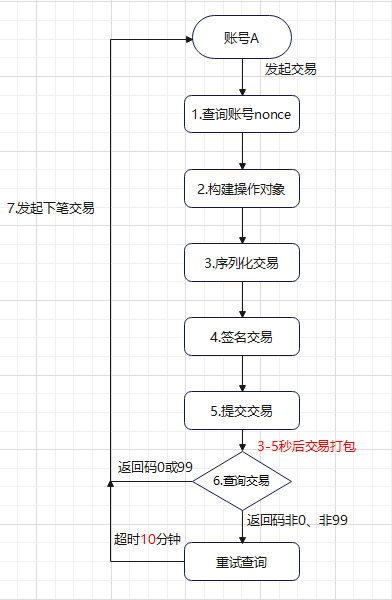 账号A
发起交易
1.查询账号nonce
2.构建操作对象
7.发起下笔交易
3.序列化交易
4.签名交易
5.提交交易
3-5秒后交易打包
返回码0或99
6.查询交易
返回码非0、非99
超时10分钟
重试查询